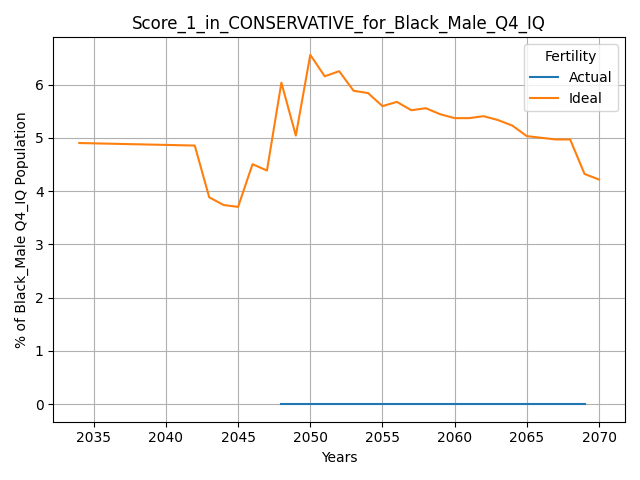 Score_1_in_CONSERVATIVE_for_Black_Male_Q4_IQ
Fertility
Actual
Ideal
% of Black_Male Q4_IQ Population
6
5
4
3
2
1
0
2035 2040 2045 2050 2055 2060 2065 2070
Years